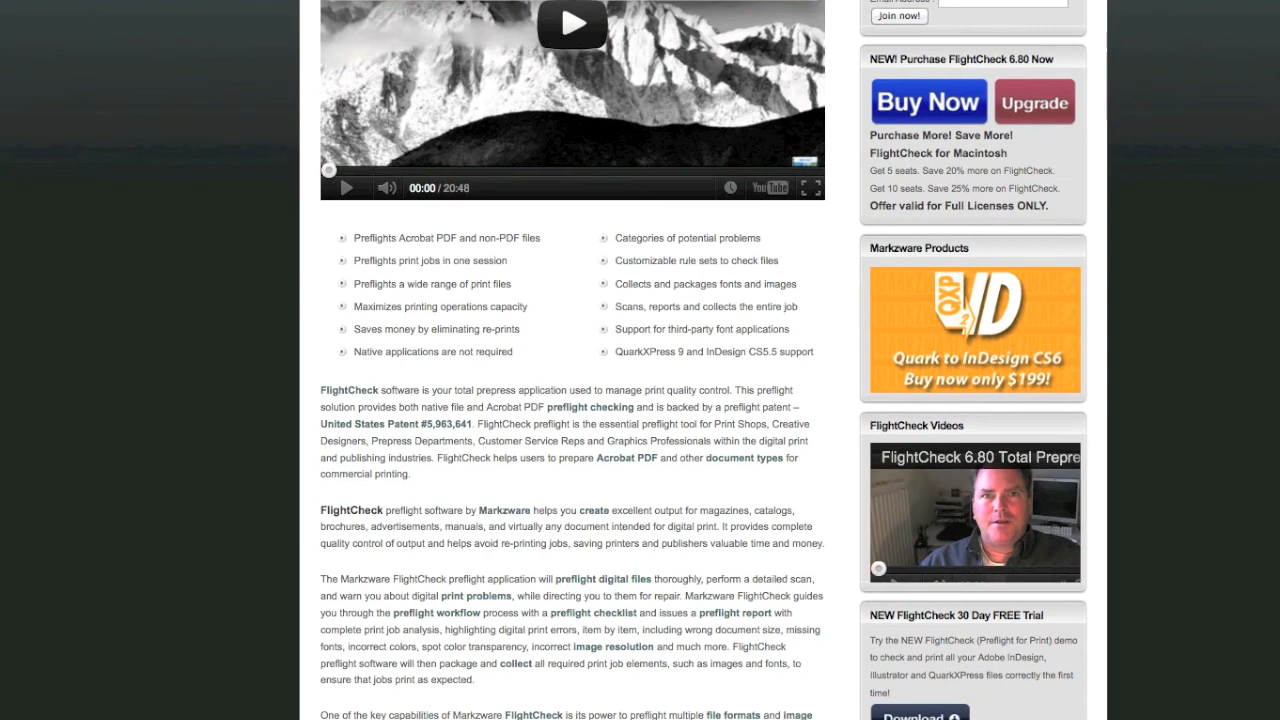 Join now!
00:00 / 20:48
YouTube
Preflights Acrobat PDF and non-PDF files
Preflights print jobs in one session
Preflights a wide range of print files
Maximizes printing operations capacity
Saves money by eliminating re-prints
Native applications are not required
Categories of potential problems
Customizable rule sets to check files
Collects and packages fonts and images
Scans, reports and collects the entire job
Support for third-party font applications
QuarkXPress 9 and InDesign CS5.5 support
FlightCheck software is your total prepress application used to manage print quality control. This preflight
solution provides both native file and Acrobat PDF preflight checking and is backed by a preflight patent –
United States Patent #5,963,641. FlightCheck preflight is the essential preflight tool for Print Shops, Creative
Designers, Prepress Departments, Customer Service Reps and Graphics Professionals within the digital print
and publishing industries. FlightCheck helps users to prepare Acrobat PDF and other document types for
commercial printing.
FlightCheck preflight software by Markzware helps you create excellent output for magazines, catalogs,
brochures, advertisements, manuals, and virtually any document intended for digital print. It provides complete
quality control of output and helps avoid re-printing jobs, saving printers and publishers valuable time and money.
The Markzware FlightCheck preflight application will preflight digital files thoroughly, perform a detailed scan,
and warn you about digital print problems, while directing you to them for repair. Markzware FlightCheck guides
you through the preflight workflow process with a preflight checklist and issues a preflight report with
complete print job analysis, highlighting digital print errors, item by item, including wrong document size, missing
fonts, incorrect colors, spot color transparency, incorrect image resolution and much more. FlightCheck
preflight software will then package and collect all required print job elements, such as images and fonts, to
ensure that jobs print as expected.
One of the key capabilities of Markzware FlightCheck is its power to preflight multiple file formats and image
NEW! Purchase FlightCheck 6.80 Now
Buy Now
Upgrade
Purchase More! Save More!
FlightCheck for Macintosh
Get 5 seats. Save 20% more on FlightCheck.
Get 10 seats. Save 25% more on FlightCheck.
Offer valid for Full Licenses ONLY.
Markzware Products
QXP
2
ID
Quark to InDesign CS6
Buy now only $199!
FlightCheck Videos
FlightCheck 6.80 Total Prepre
NEW FlightCheck 30 Day FREE Trial
Try the NEW FlightCheck (Preflight for Print) demo
to check and print all your Adobe InDesign,
Illustrator and QuarkXPress files correctly the first
time!
Download